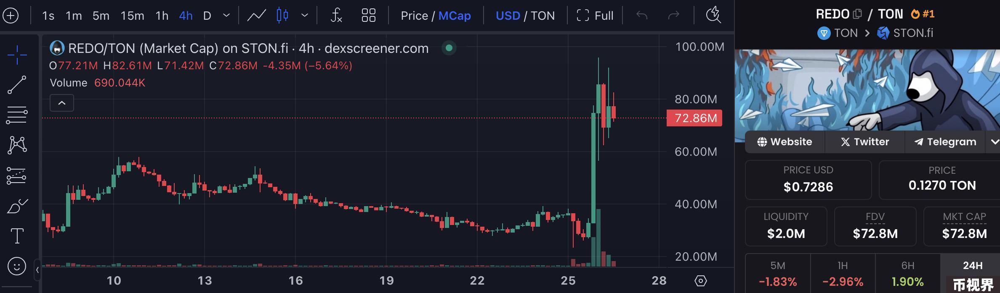 1s 1m 5m 15m 1h 4h D Price / MCap USD / TON Full
REDO/TON (Market Cap) on STON.fi · 4h · dexscreener.com
O77.21M H82.61M L71.42M C72.86M -4.35M (−5.64%)
Volume 690.044K
100.00M
80.00M
72.86M
60.00M
40.00M
20.00M
10 13 16 19 22 25 28
REDO / TON #1
TON > STON.fi
Website Twitter Telegram
PRICE USD
$0.7286
PRICE
0.1270 TON
LIQUIDITY
$2.0M
FDV
$72.8M
MKT CAP
$72.8M
5M
−1.83%
1H
−2.96%
6H
1.90%
24H
币视界